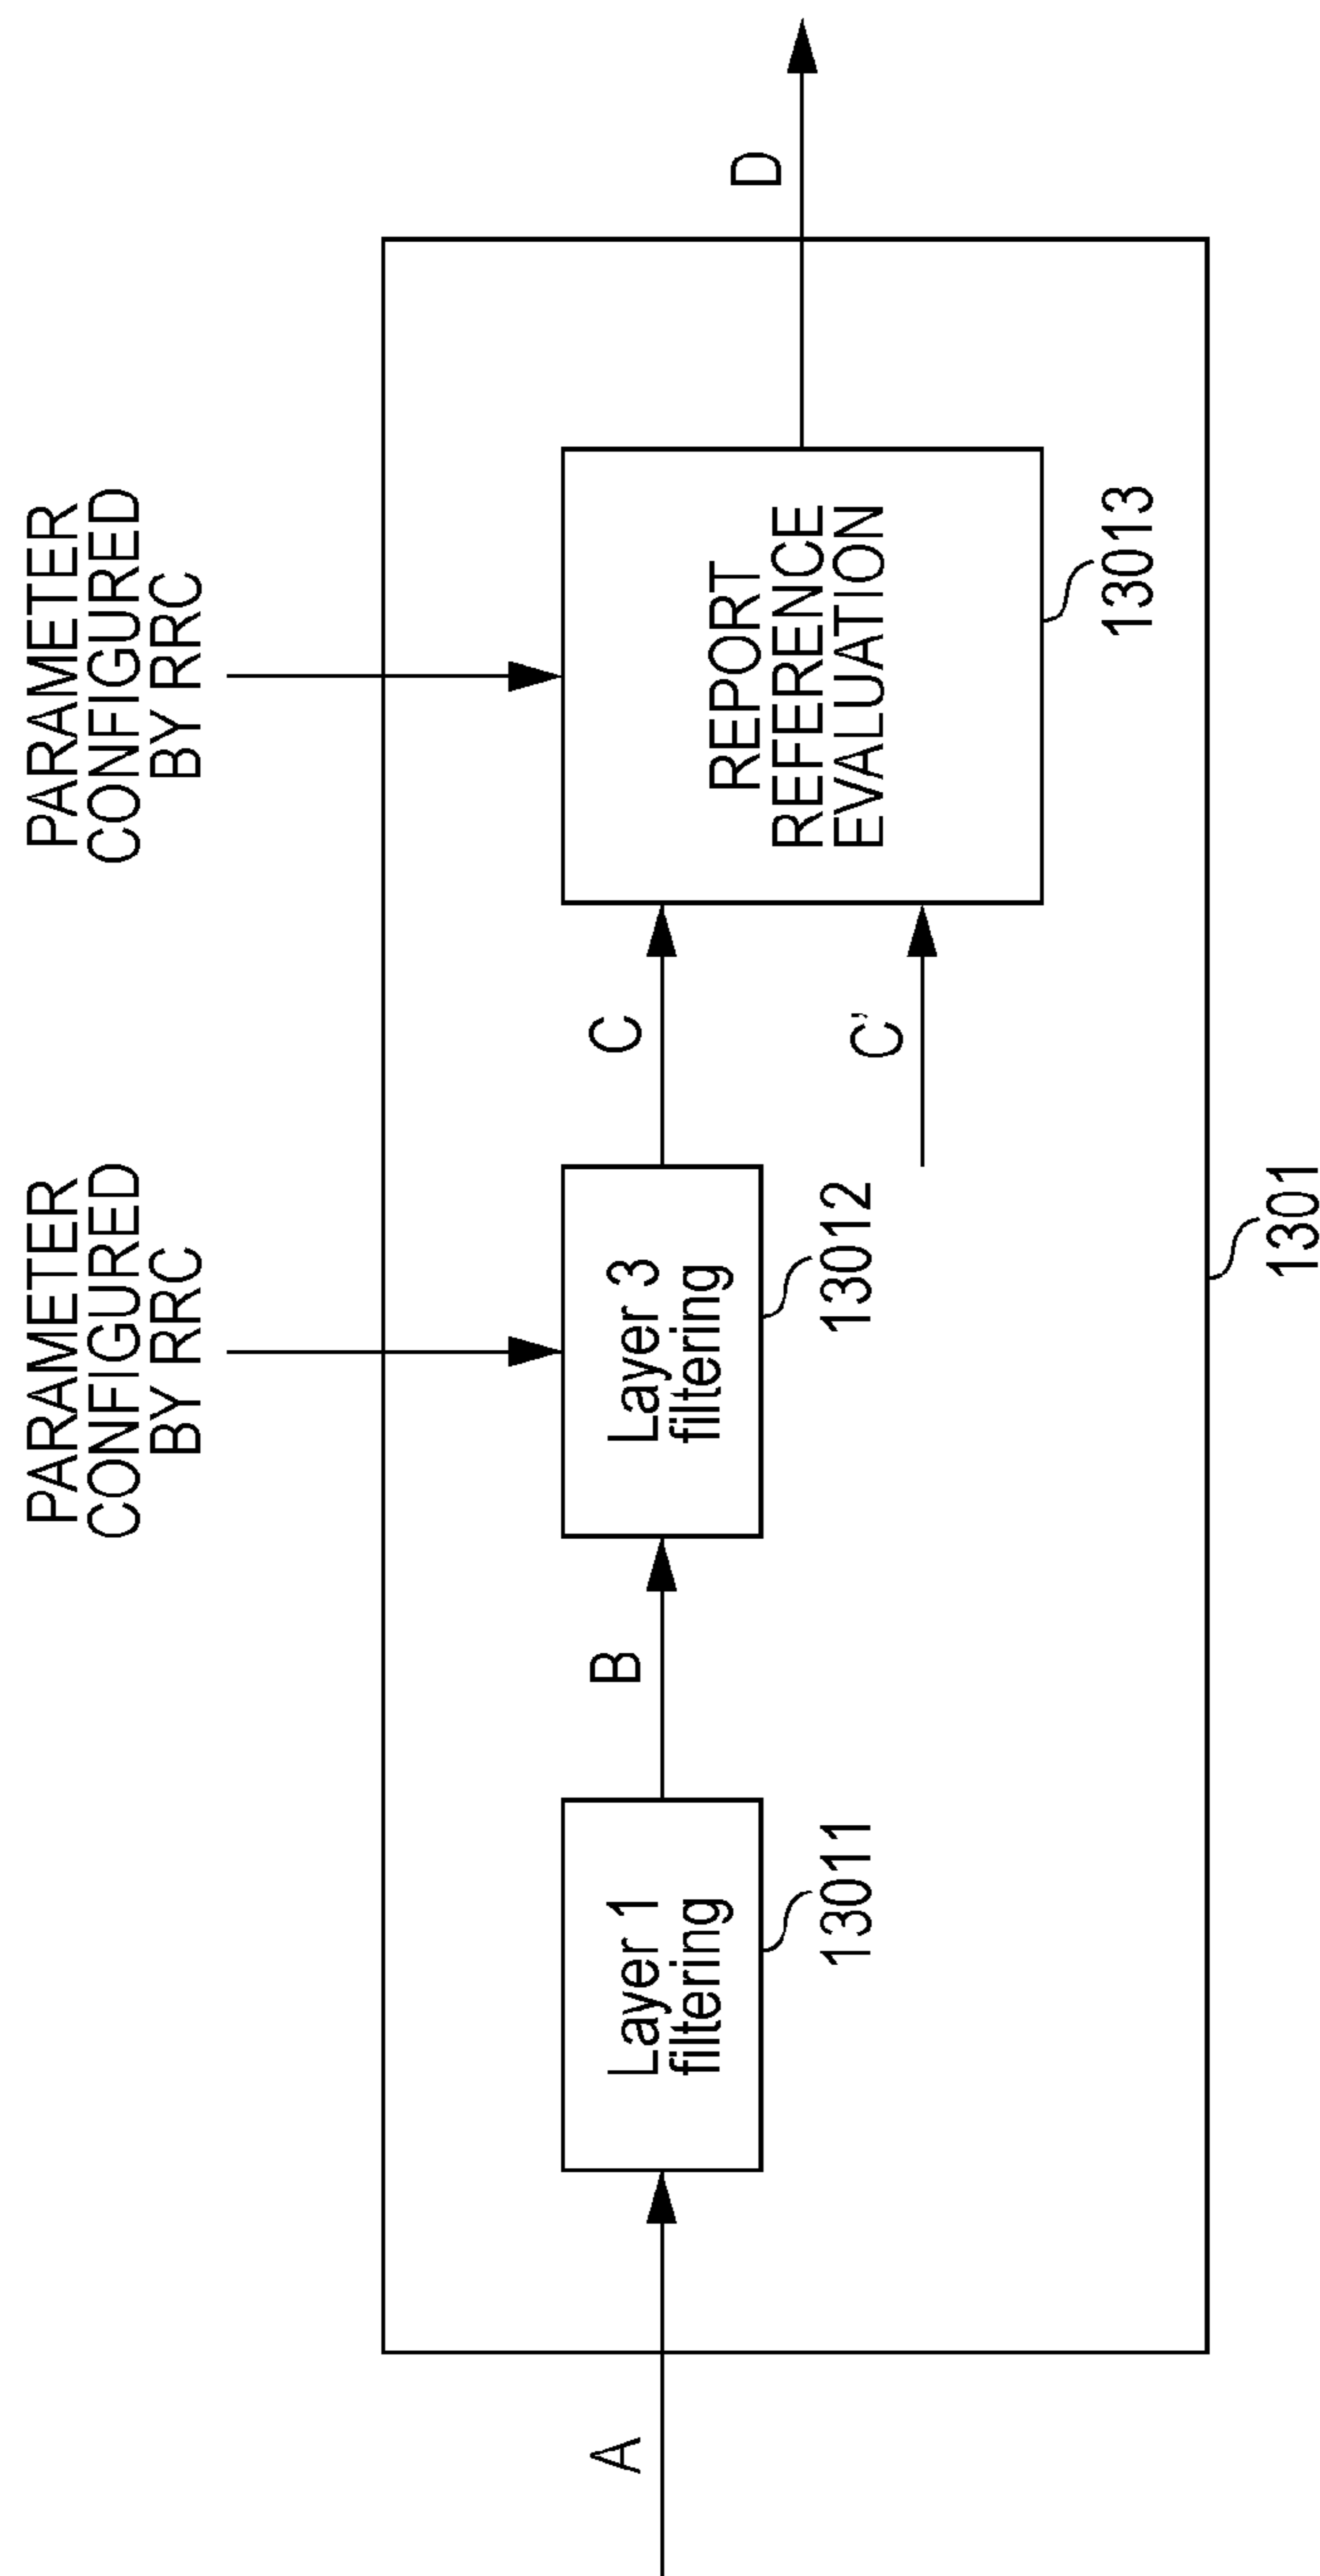 PARAMETER
CONFIGURED
BY RRC
PARAMETER
CONFIGURED
BY RRC
A
Layer 1
filtering
13011
B
Layer 3
filtering
13012
C
C'
REPORT
REFERENCE
EVALUATION
13013
D
1301